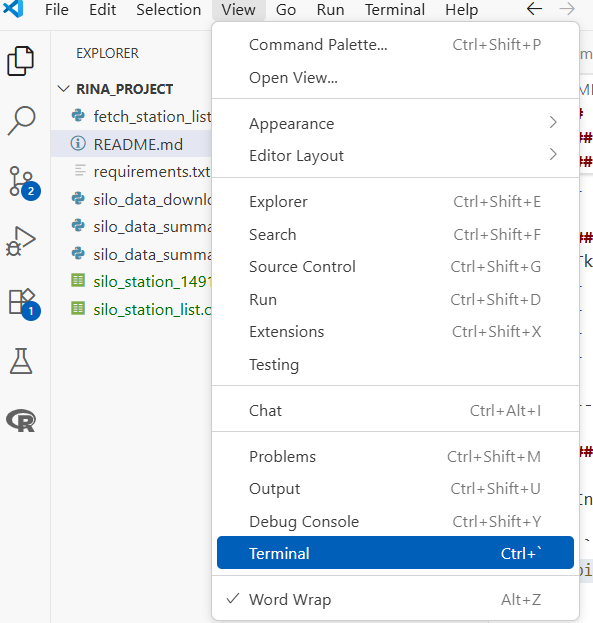 File Edit Selection View Go Run Terminal Help
EXPLORER
RINA_PROJECT
fetch_station_list
README.md
requirements.txt
silo_data_downlo
silo_data_summa
silo_data_summa
silo_station_1491
silo_station_list.c
2
1
R
Command Palette... Ctrl+Shift+P
Open View...
Appearance
Editor Layout
Explorer Ctrl+Shift+E
Search Ctrl+Shift+F
Source Control Ctrl+Shift+G
Run Ctrl+Shift+D
Extensions Ctrl+Shift+X
Testing
Chat Ctrl+Alt+I
Problems Ctrl+Shift+M
Output Ctrl+Shift+U
Debug Console Ctrl+Shift+Y
Terminal Ctrl+`
Word Wrap Alt+Z
#
##
##
##
--
##
In